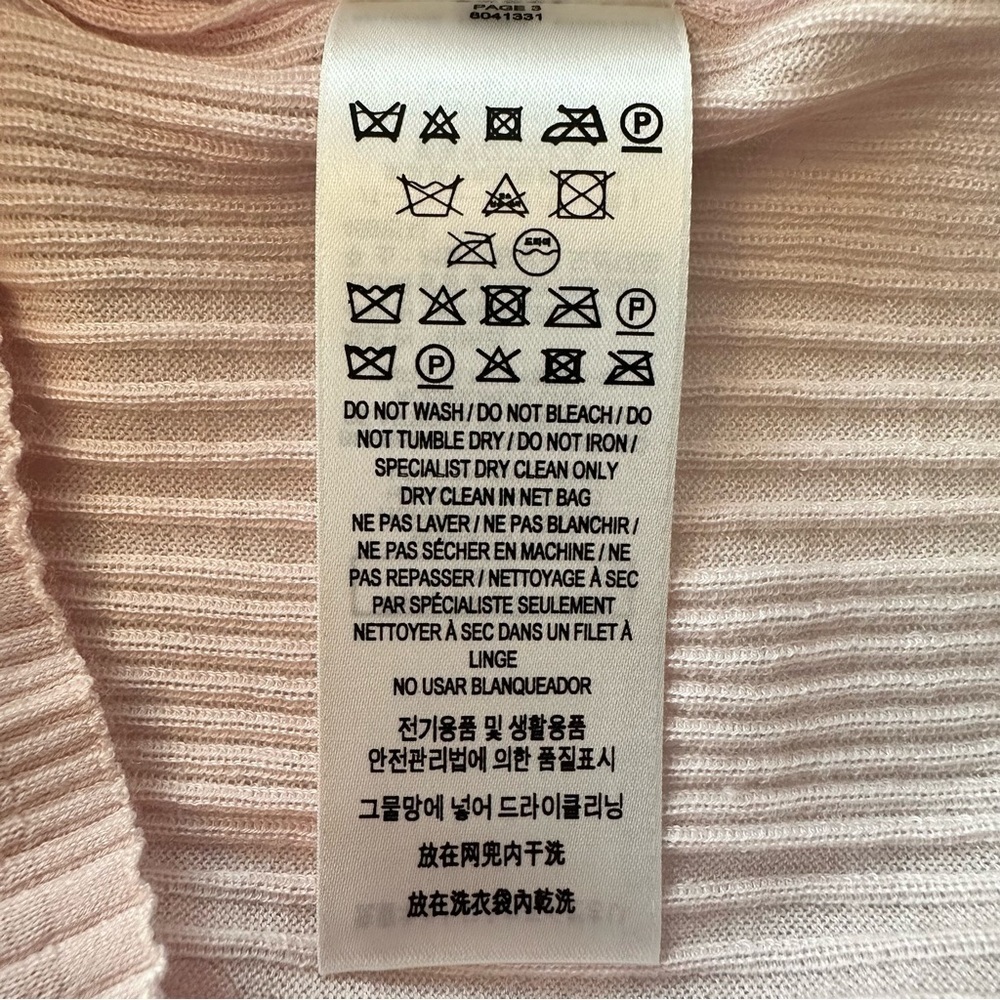 PAGE 3
8041331
P
드라이
P
P
DO NOT WASH / DO NOT BLEACH / DO
NOT TUMBLE DRY / DO NOT IRON /
SPECIALIST DRY CLEAN ONLY
DRY CLEAN IN NET BAG
NE PAS LAVER / NE PAS BLANCHIR /
NE PAS SÉCHER EN MACHINE / NE
PAS REPASSER / NETTOYAGE À SEC
PAR SPÉCIALISTE SEULEMENT
NETTOYER À SEC DANS UN FILET À
LINGE
NO USAR BLANQUEADOR
전기용품 및 생활용품
안전관리법에 의한 품질표시
그물망에 넣어 드라이클리닝
放在网兜内干洗
放在洗衣袋內乾洗